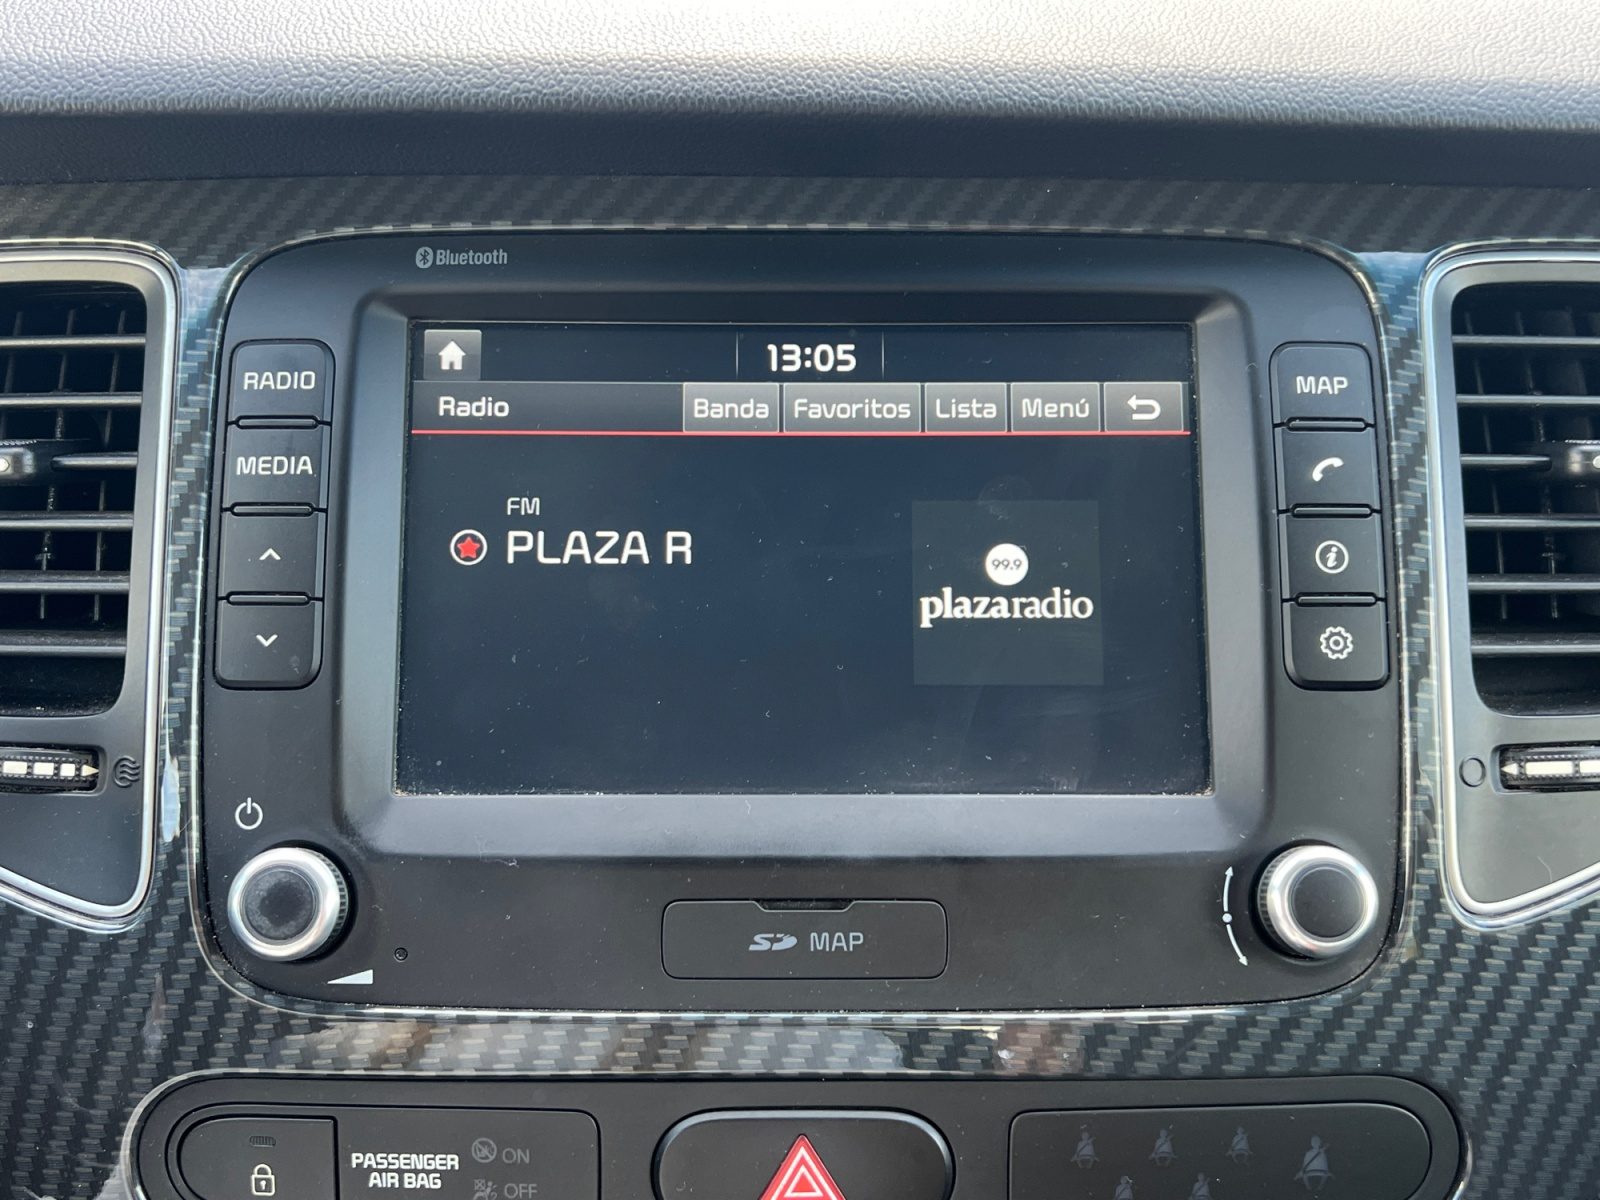 Bluetooth
13:05
RADIO
MAP
Radio
Banda
Favoritos
Lista
Menú
MEDIA
FM
PLAZA R
99.9
plazaradio
SD MAP
PASSENGER
AIR BAG
ON
OFF